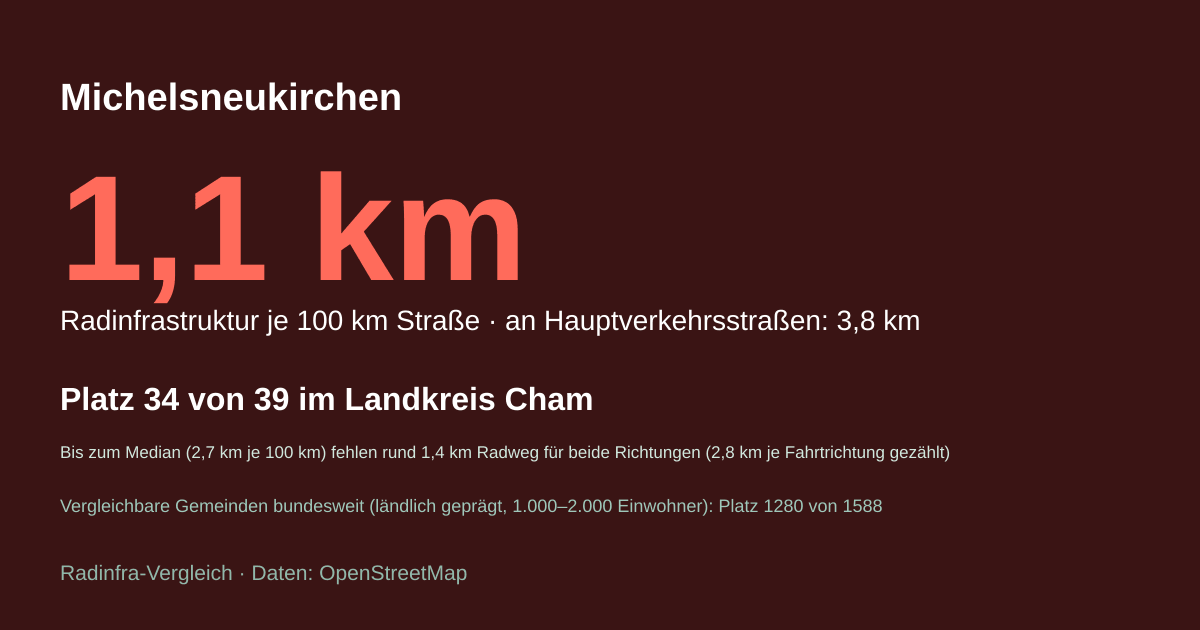 Michelsneukirchen
1,1 km
Radinfrastruktur je 100 km Straße · an Hauptverkehrsstraßen: 3,8 km
Platz 34 von 39 im Landkreis Cham
Bis zum Median (2,7 km je 100 km) fehlen rund 1,4 km Radweg für beide Richtungen (2,8 km je Fahrtrichtung gezählt)
Vergleichbare Gemeinden bundesweit (ländlich geprägt, 1.000–2.000 Einwohner): Platz 1280 von 1588
Radinfra-Vergleich · Daten: OpenStreetMap